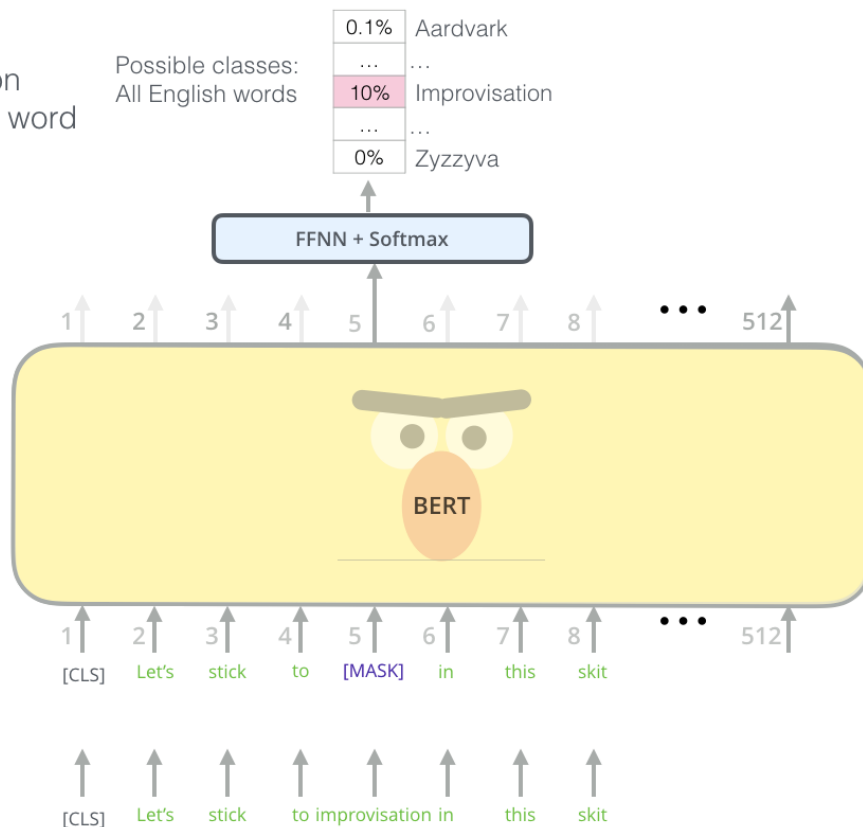 0.1% Aardvark
Possible classes: ... ...
on All English words 10% Improvisation
word ... ...
0% Zyzzyva
FFNN + Softmax
1 2 3 4 5 6 7 8 ••• 512
BERT
1 2 3 4 5 6 7 8 ••• 512
[CLS] Let's stick to [MASK] in this skit
[CLS] Let's stick to improvisation in this skit